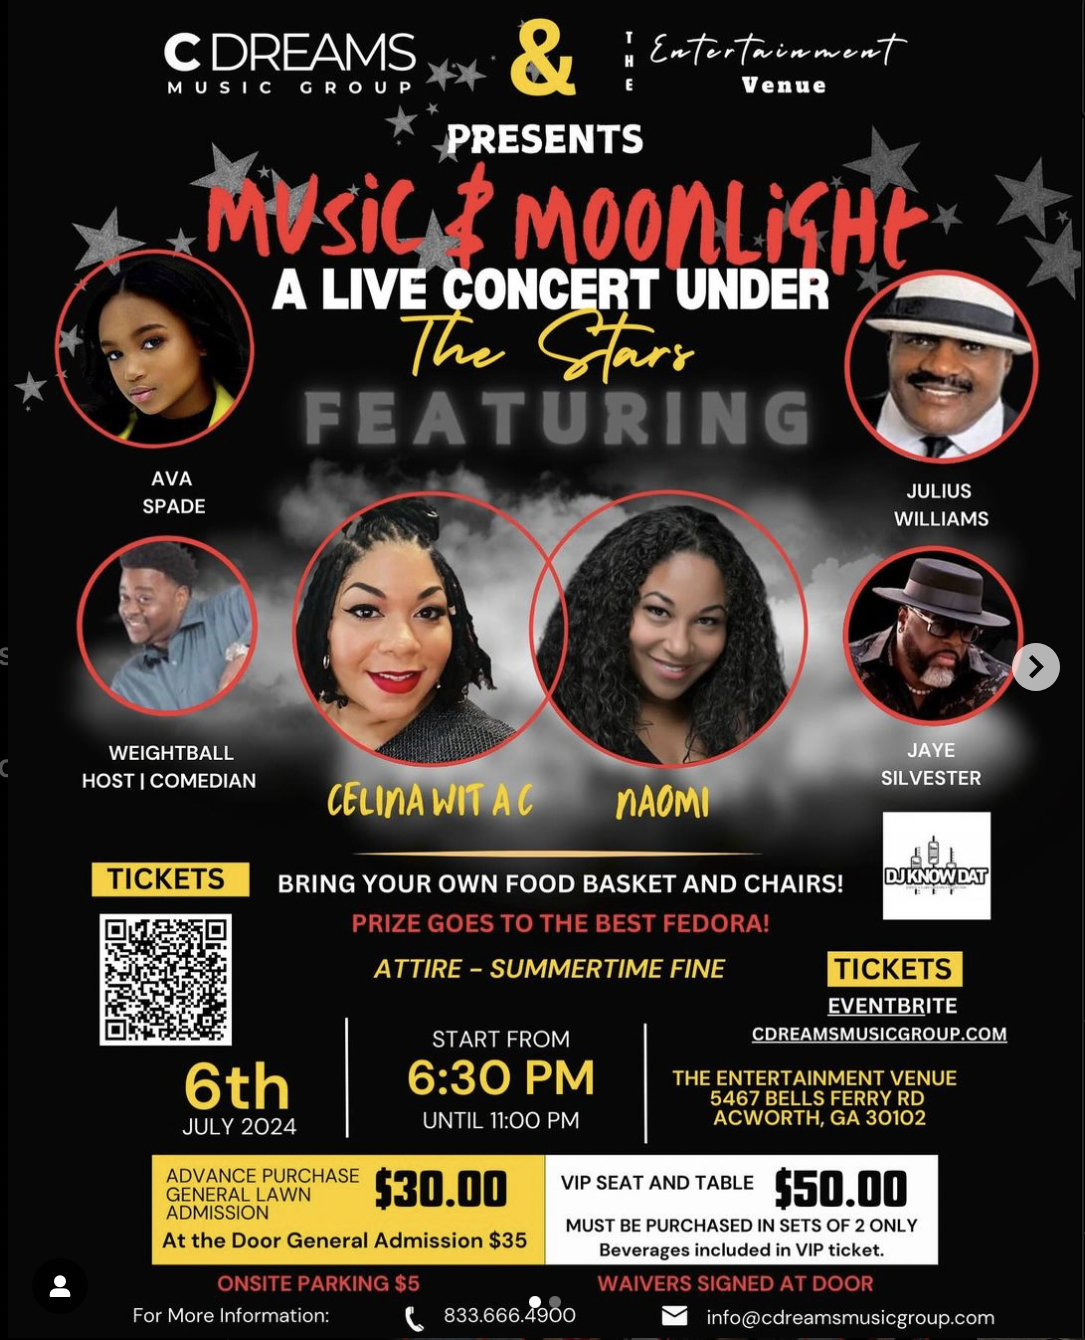 C DREAMS
MUSIC GROUP
&
THE
Entertainment
Venue
PRESENTS
MUSiC & MOONLiGHt
A LIVE CONCERT UNDER
The Stars
FEATURING
AVA
SPADE
JULIUS
WILLIAMS
WEIGHTBALL
HOST | COMEDIAN
CELINA WIT A C
NAOMI
JAYE
SILVESTER
DJ KNOW DAT
TICKETS
BRING YOUR OWN FOOD BASKET AND CHAIRS!
PRIZE GOES TO THE BEST FEDORA!
ATTIRE – SUMMERTIME FINE
TICKETS
EVENTBRITE
CDREAMSMUSICGROUP.COM
6th
JULY 2024
START FROM
6:30 PM
UNTIL 11:00 PM
THE ENTERTAINMENT VENUE
5467 BELLS FERRY RD
ACWORTH, GA 30102
ADVANCE PURCHASE
GENERAL LAWN
ADMISSION
$30.00
At the Door General Admission $35
VIP SEAT AND TABLE $50.00
MUST BE PURCHASED IN SETS OF 2 ONLY
Beverages included in VIP ticket.
ONSITE PARKING $5
WAIVERS SIGNED AT DOOR
For More Information:
833.666.4900
info@cdreamsmusicgroup.com